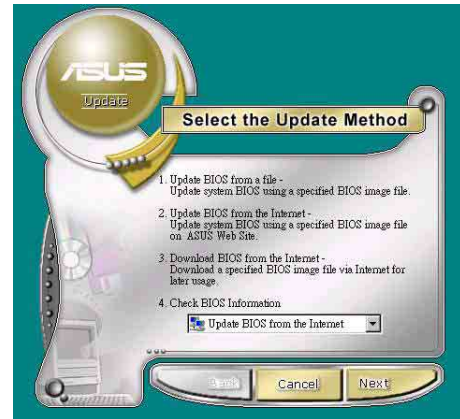 ASUS
Update
Select the Update Method
1. Update BIOS from a file -
Update system BIOS using a specified BIOS image file.
2. Update BIOS from the Internet -
Update system BIOS using a specified BIOS image file
on ASUS Web Site.
3. Download BIOS from the Internet -
Download a specified BIOS image file via Internet for
later usage.
4. Check BIOS Information
Update BIOS from the Internet
Back Cancel Next